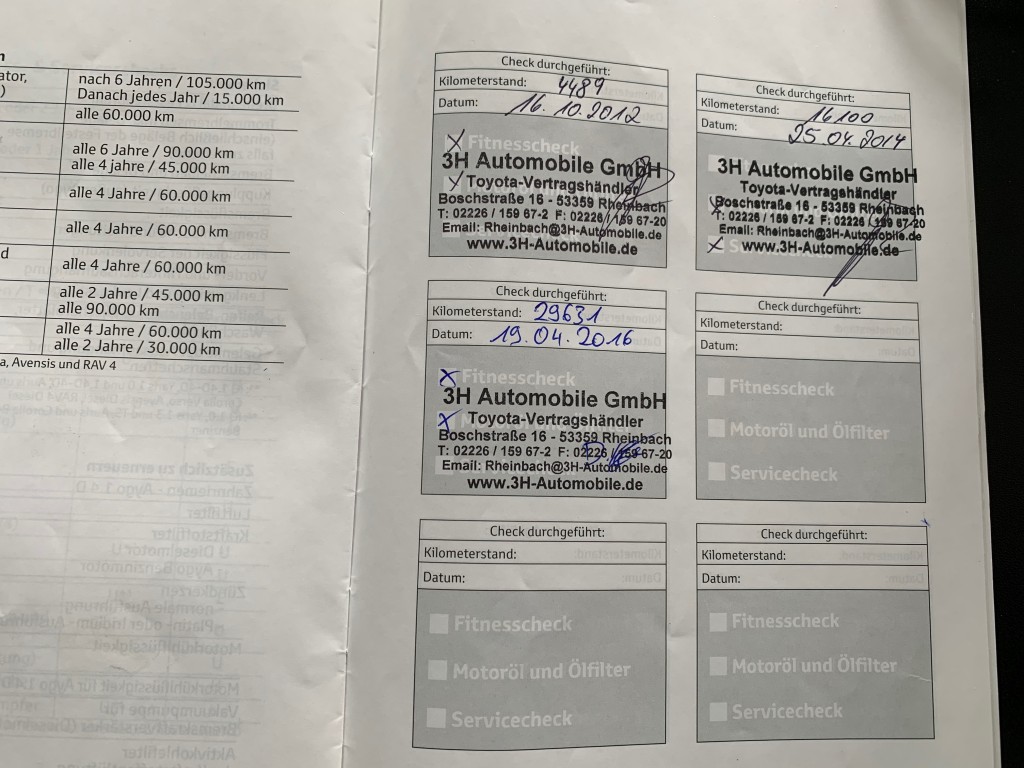 n
ator,
)
nach 6 Jahren / 105.000 km
Danach jedes Jahr / 15.000 km
alle 60.000 km
alle 6 Jahre / 90.000 km
alle 4 jahre / 45.000 km
alle 4 Jahre / 60.000 km
alle 4 Jahre / 60.000 km
d
alle 4 Jahre / 60.000 km
alle 2 Jahre / 45.000 km
alle 90.000 km
alle 4 Jahre / 60.000 km
alle 2 Jahre / 30.000 km
a, Avensis und RAV 4
Check durchgeführt:
Kilometerstand: 4489
Datum: 16.10.2012
X Fitnesscheck
3H Automobile GmbH
X Toyota-Vertragshändler
Boschstraße 16 - 53359 Rheinbach
T: 02226 / 159 67-2 F: 02226 / 159 67-20
Email: Rheinbach@3H-Automobile.de
www.3H-Automobile.de
Check durchgeführt:
Kilometerstand: 16100
Datum: 25.04.2014
3H Automobile GmbH
Toyota-Vertragshändler
Boschstraße 16 - 53359 Rheinbach
T: 02226 / 159 67-2 F: 02226 / 159 67-20
Email: Rheinbach@3H-Automobile.de
X www.3H-Automobile.de
Check durchgeführt:
Kilometerstand: 29631
Datum: 19.04.2016
X Fitnesscheck
3H Automobile GmbH
X Toyota-Vertragshändler
Boschstraße 16 - 53359 Rheinbach
T: 02226 / 159 67-2 F: 02226 / 159 67-20
Email: Rheinbach@3H-Automobile.de
www.3H-Automobile.de
Check durchgeführt:
Kilometerstand:
Datum:
Fitnesscheck
Motoröl und Ölfilter
Servicecheck
Check durchgeführt:
Kilometerstand:
Datum:
Fitnesscheck
Motoröl und Ölfilter
Servicecheck
Check durchgeführt:
Kilometerstand:
Datum:
Fitnesscheck
Motoröl und Ölfilter
Servicecheck